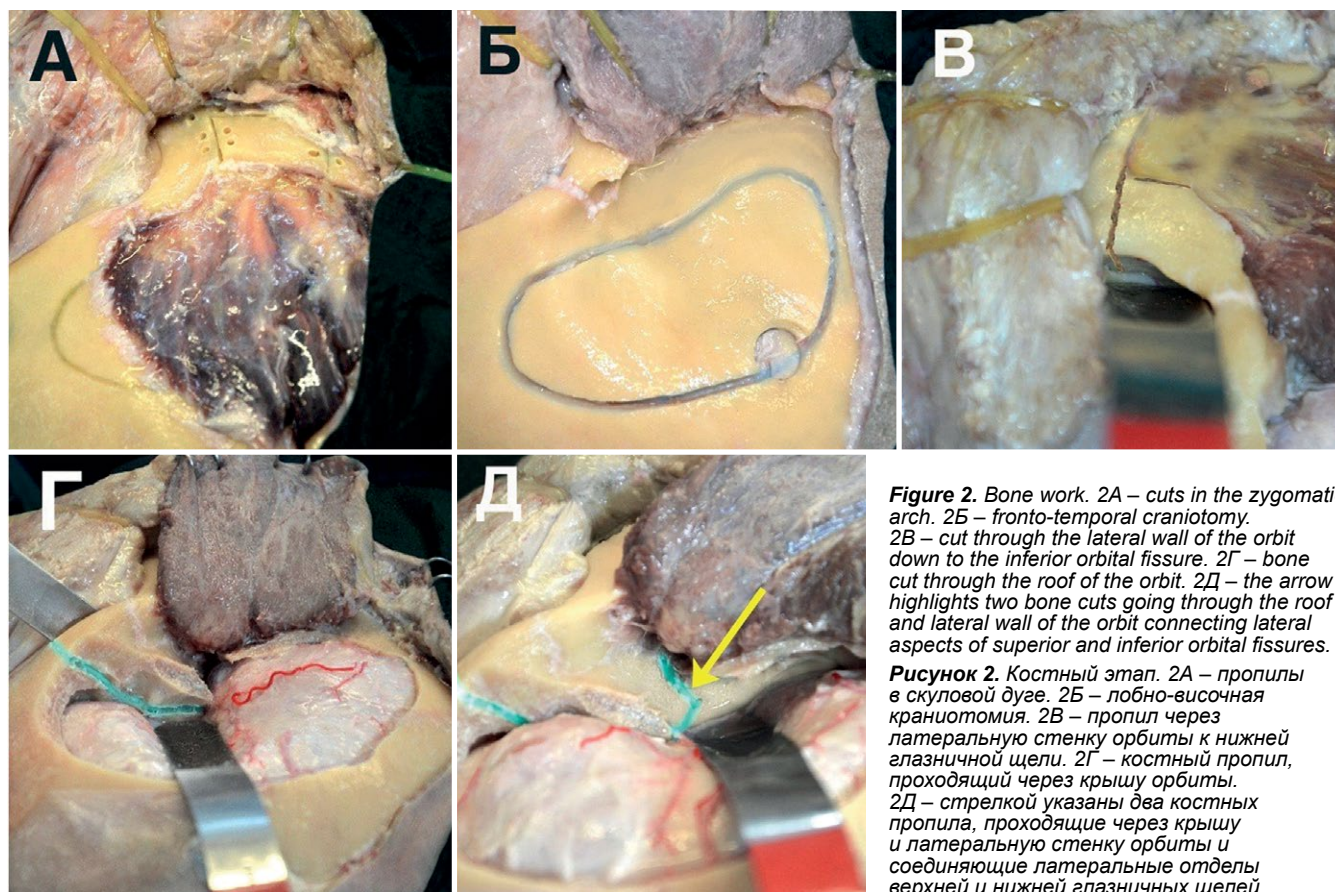 А
Б
В
Г
Д
Figure 2. Bone work. 2А – cuts in the zygomati
arch. 2Б – fronto-temporal craniotomy.
2В – cut through the lateral wall of the orbit
down to the inferior orbital fissure. 2Г – bone
cut through the roof of the orbit. 2Д – the arrow
highlights two bone cuts going through the roof
and lateral wall of the orbit connecting lateral
aspects of superior and inferior orbital fissures.
Рисунок 2. Костный этап. 2А – пропилы
в скуловой дуге. 2Б – лобно-височная
краниотомия. 2В – пропил через
латеральную стенку орбиты к нижней
глазничной щели. 2Г – костный пропил,
проходящий через крышу орбиты.
2Д – стрелкой указаны два костных
пропила, проходящие через крышу
и латеральную стенку орбиты и
соединяющие латеральные отделы
верхней и нижней глазничных щелей